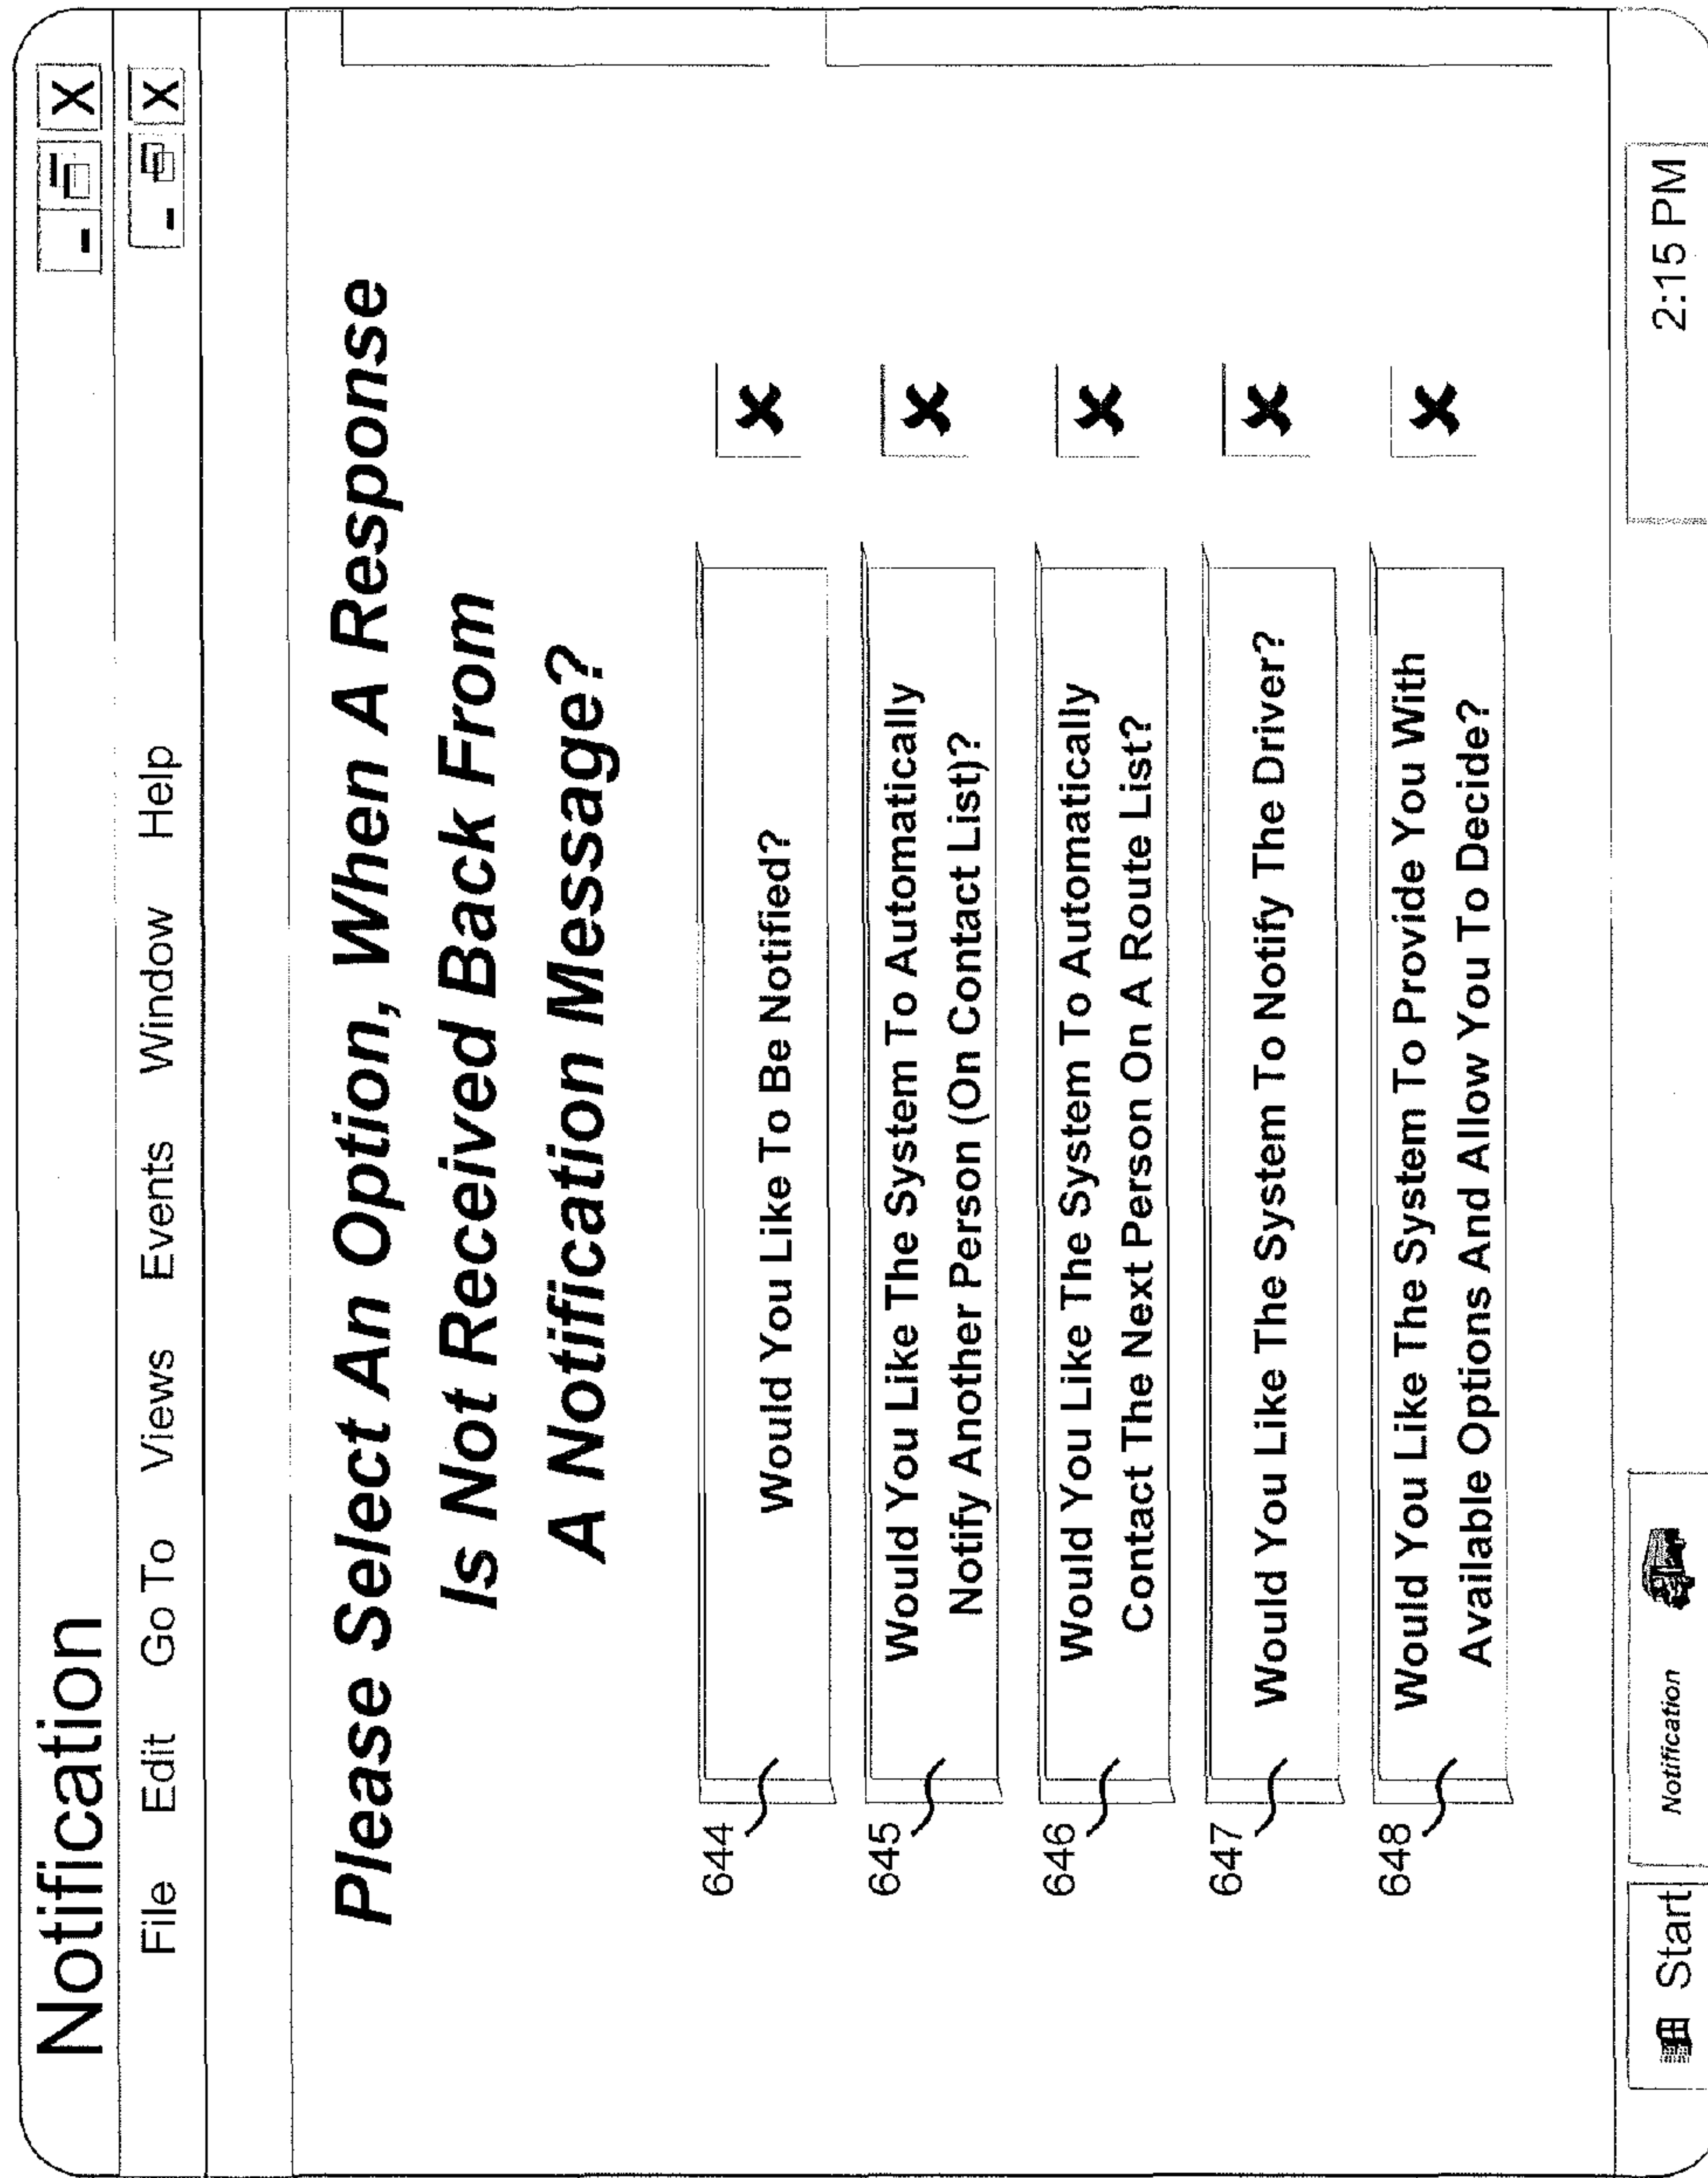 Notification
X
File Edit Go To Views Events Window Help
X
Please Select An Option, When A Response
Is Not Received Back From
A Notification Message?
644
Would You Like To Be Notified?
645
Would You Like The System To Automatically
Notify Another Person (On Contact List)?
646
Would You Like The System To Automatically
Contact The Next Person On A Route List?
647
Would You Like The System To Notify The Driver?
648
Would You Like The System To Provide You With
Available Options And Allow You To Decide?
Start
Notification
2:15 PM